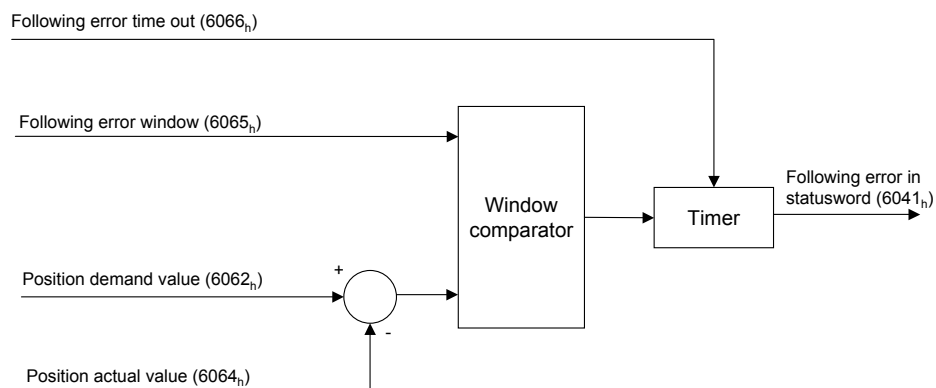 Following error time out (6066h)
Following error window (6065h)
Window
comparator
Following error in
statusword (6041h)
Timer
Position demand value (6062h)
+
-
Position actual value (6064h)